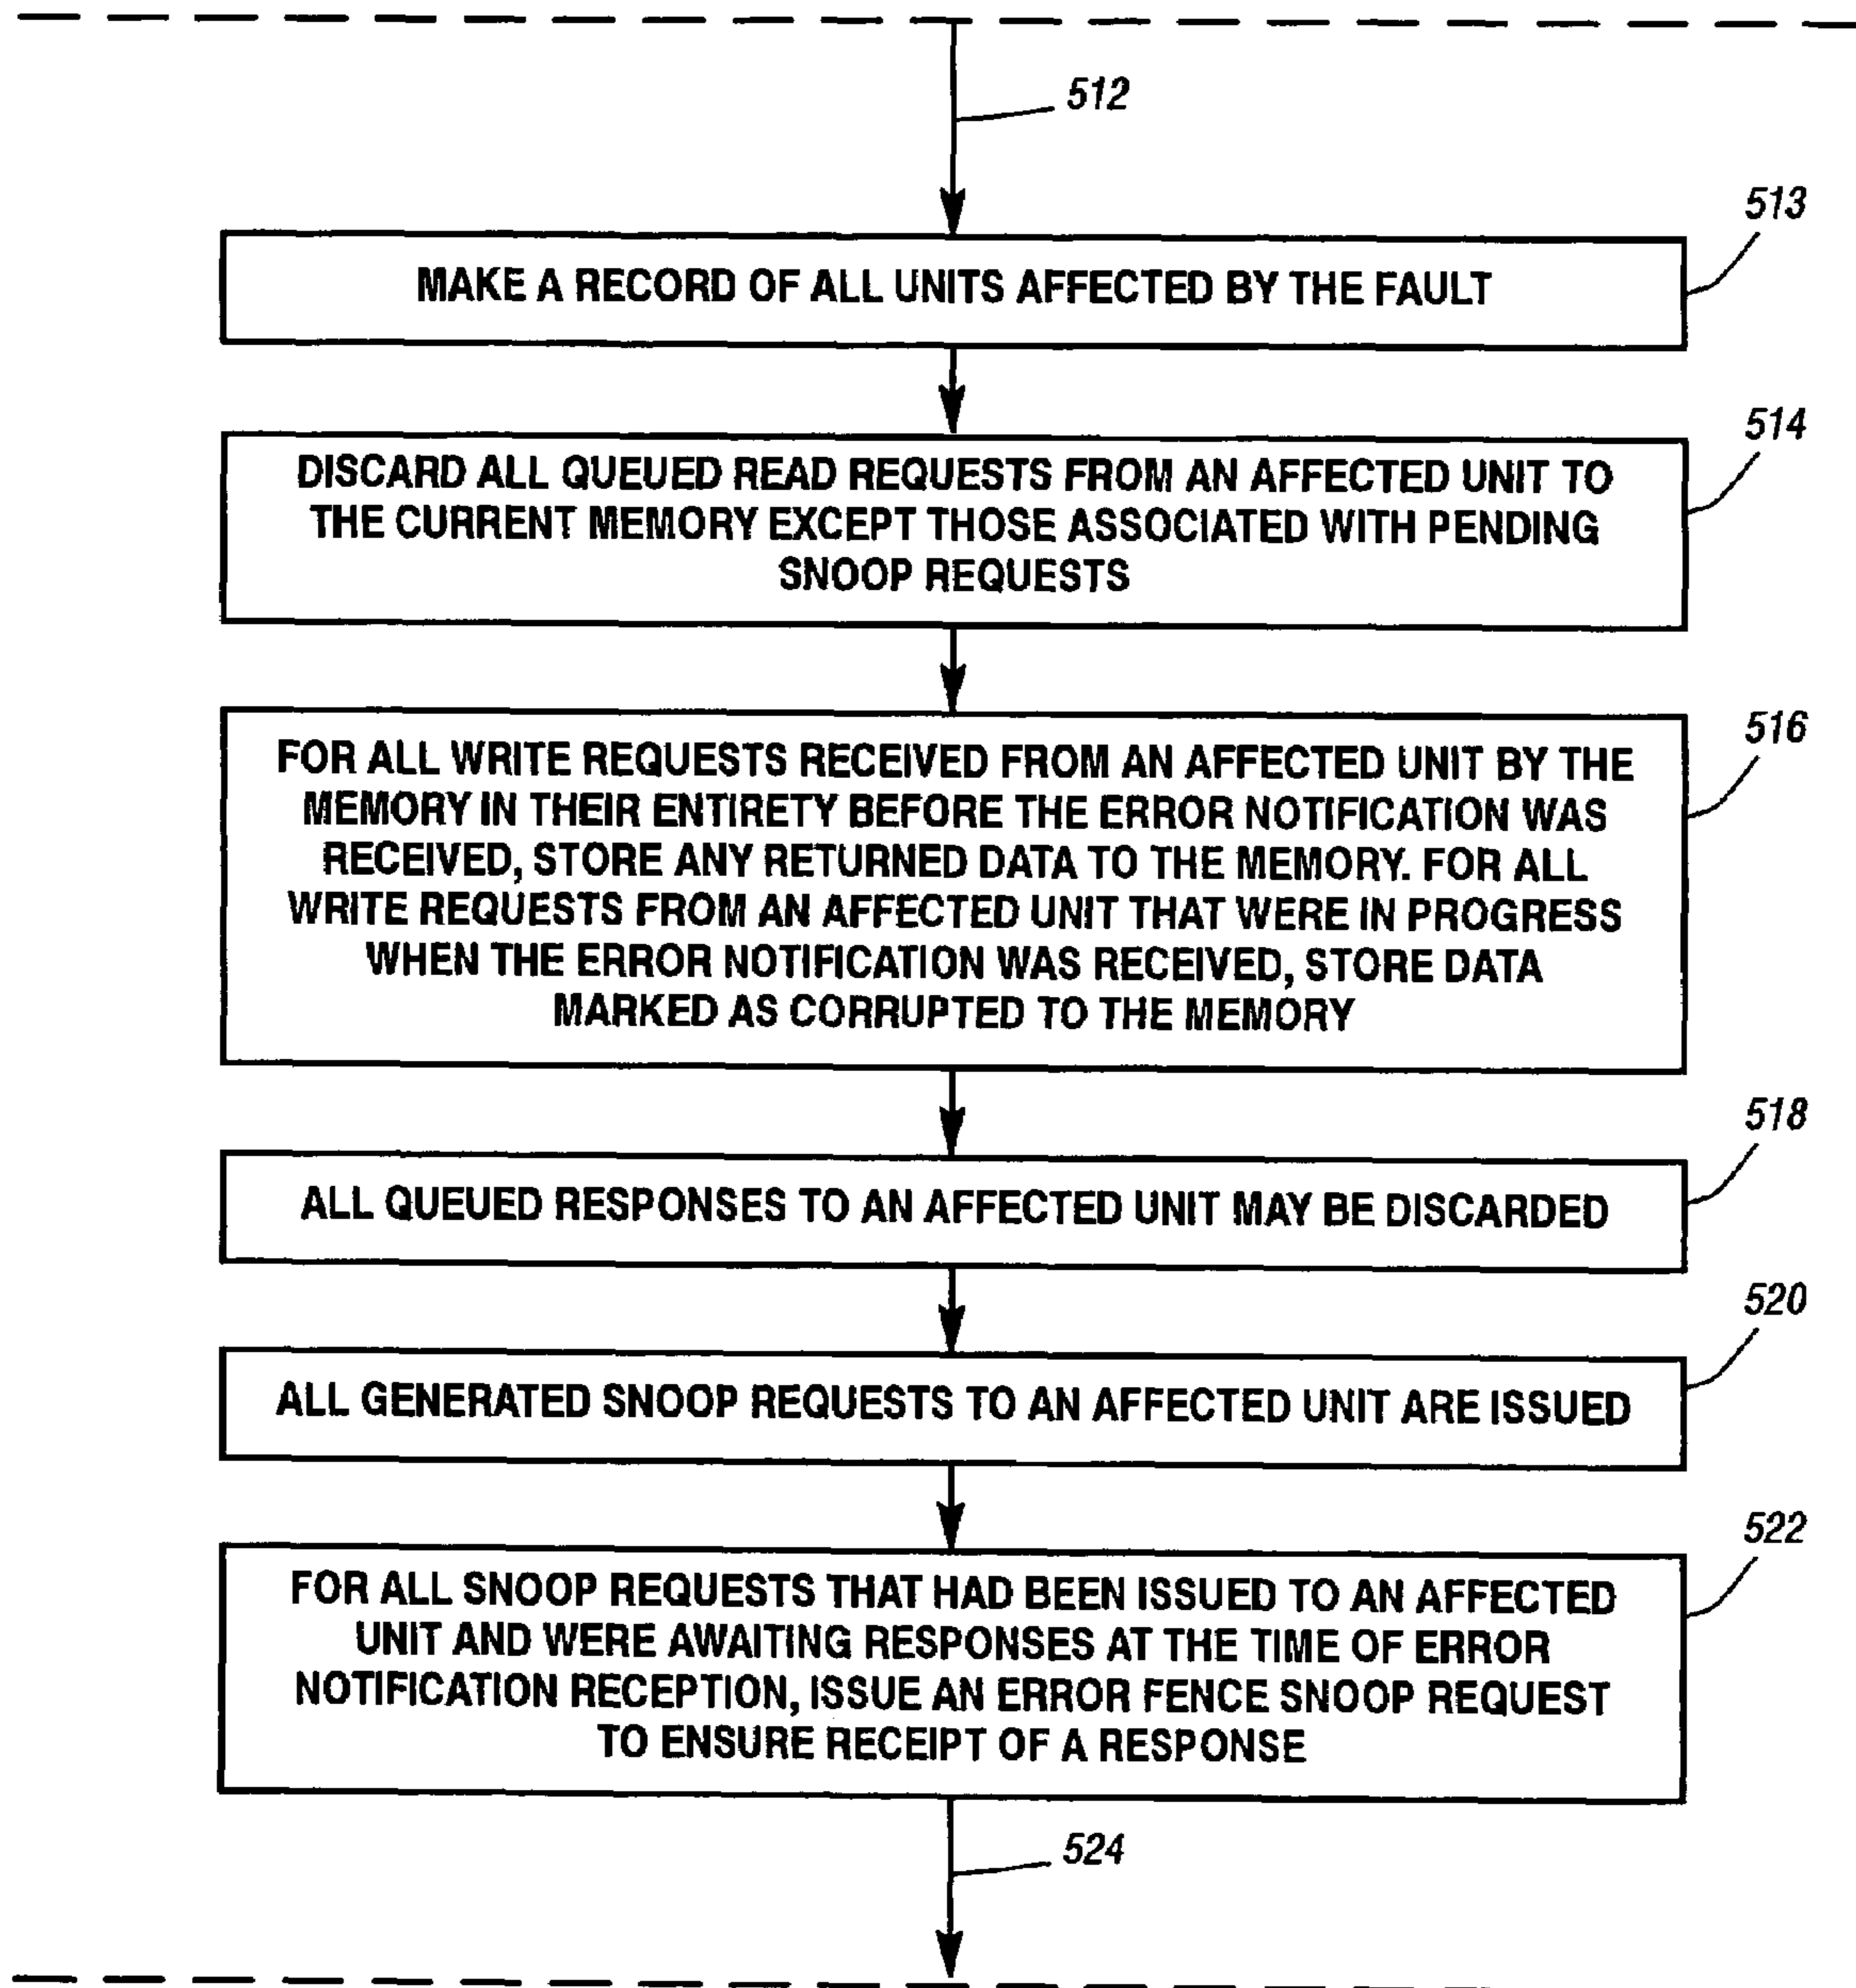 512
513
MAKE A RECORD OF ALL UNITS AFFECTED BY THE FAULT
514
DISCARD ALL QUEUED READ REQUESTS FROM AN AFFECTED UNIT TO
THE CURRENT MEMORY EXCEPT THOSE ASSOCIATED WITH PENDING
SNOOP REQUESTS
516
FOR ALL WRITE REQUESTS RECEIVED FROM AN AFFECTED UNIT BY THE
MEMORY IN THEIR ENTIRETY BEFORE THE ERROR NOTIFICATION WAS
RECEIVED, STORE ANY RETURNED DATA TO THE MEMORY. FOR ALL
WRITE REQUESTS FROM AN AFFECTED UNIT THAT WERE IN PROGRESS
WHEN THE ERROR NOTIFICATION WAS RECEIVED, STORE DATA
MARKED AS CORRUPTED TO THE MEMORY
518
ALL QUEUED RESPONSES TO AN AFFECTED UNIT MAY BE DISCARDED
520
ALL GENERATED SNOOP REQUESTS TO AN AFFECTED UNIT ARE ISSUED
522
FOR ALL SNOOP REQUESTS THAT HAD BEEN ISSUED TO AN AFFECTED
UNIT AND WERE AWAITING RESPONSES AT THE TIME OF ERROR
NOTIFICATION RECEPTION, ISSUE AN ERROR FENCE SNOOP REQUEST
TO ENSURE RECEIPT OF A RESPONSE
524